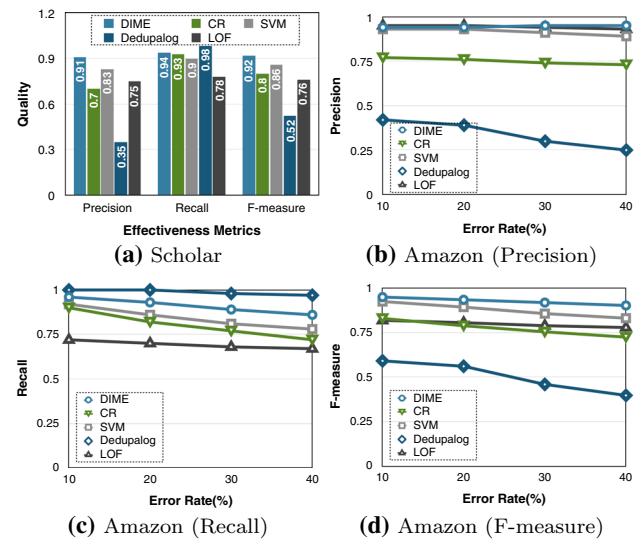 1.2
0.9
0.6
0.3
0
Quality
DIME CR SVM
Dedupalog LOF
0.91 0.7 0.83 0.35 0.75
0.94 0.93 0.9 0.98 0.78
0.92 0.8 0.86 0.52 0.76
Precision Recall F-measure
Effectiveness Metrics
(a) Scholar
1
0.75
0.5
0.25
0
Precision
DIME
CR
SVM
Dedupalog
LOF
10 20 30 40
Error Rate(%)
(b) Amazon (Precision)
1
0.75
0.5
0.25
0
Recall
DIME
CR
SVM
Dedupalog
LOF
10 20 30 40
Error Rate(%)
(c) Amazon (Recall)
1
0.75
0.5
0.25
0
F-measure
DIME
CR
SVM
Dedupalog
LOF
10 20 30 40
Error Rate(%)
(d) Amazon (F-measure)